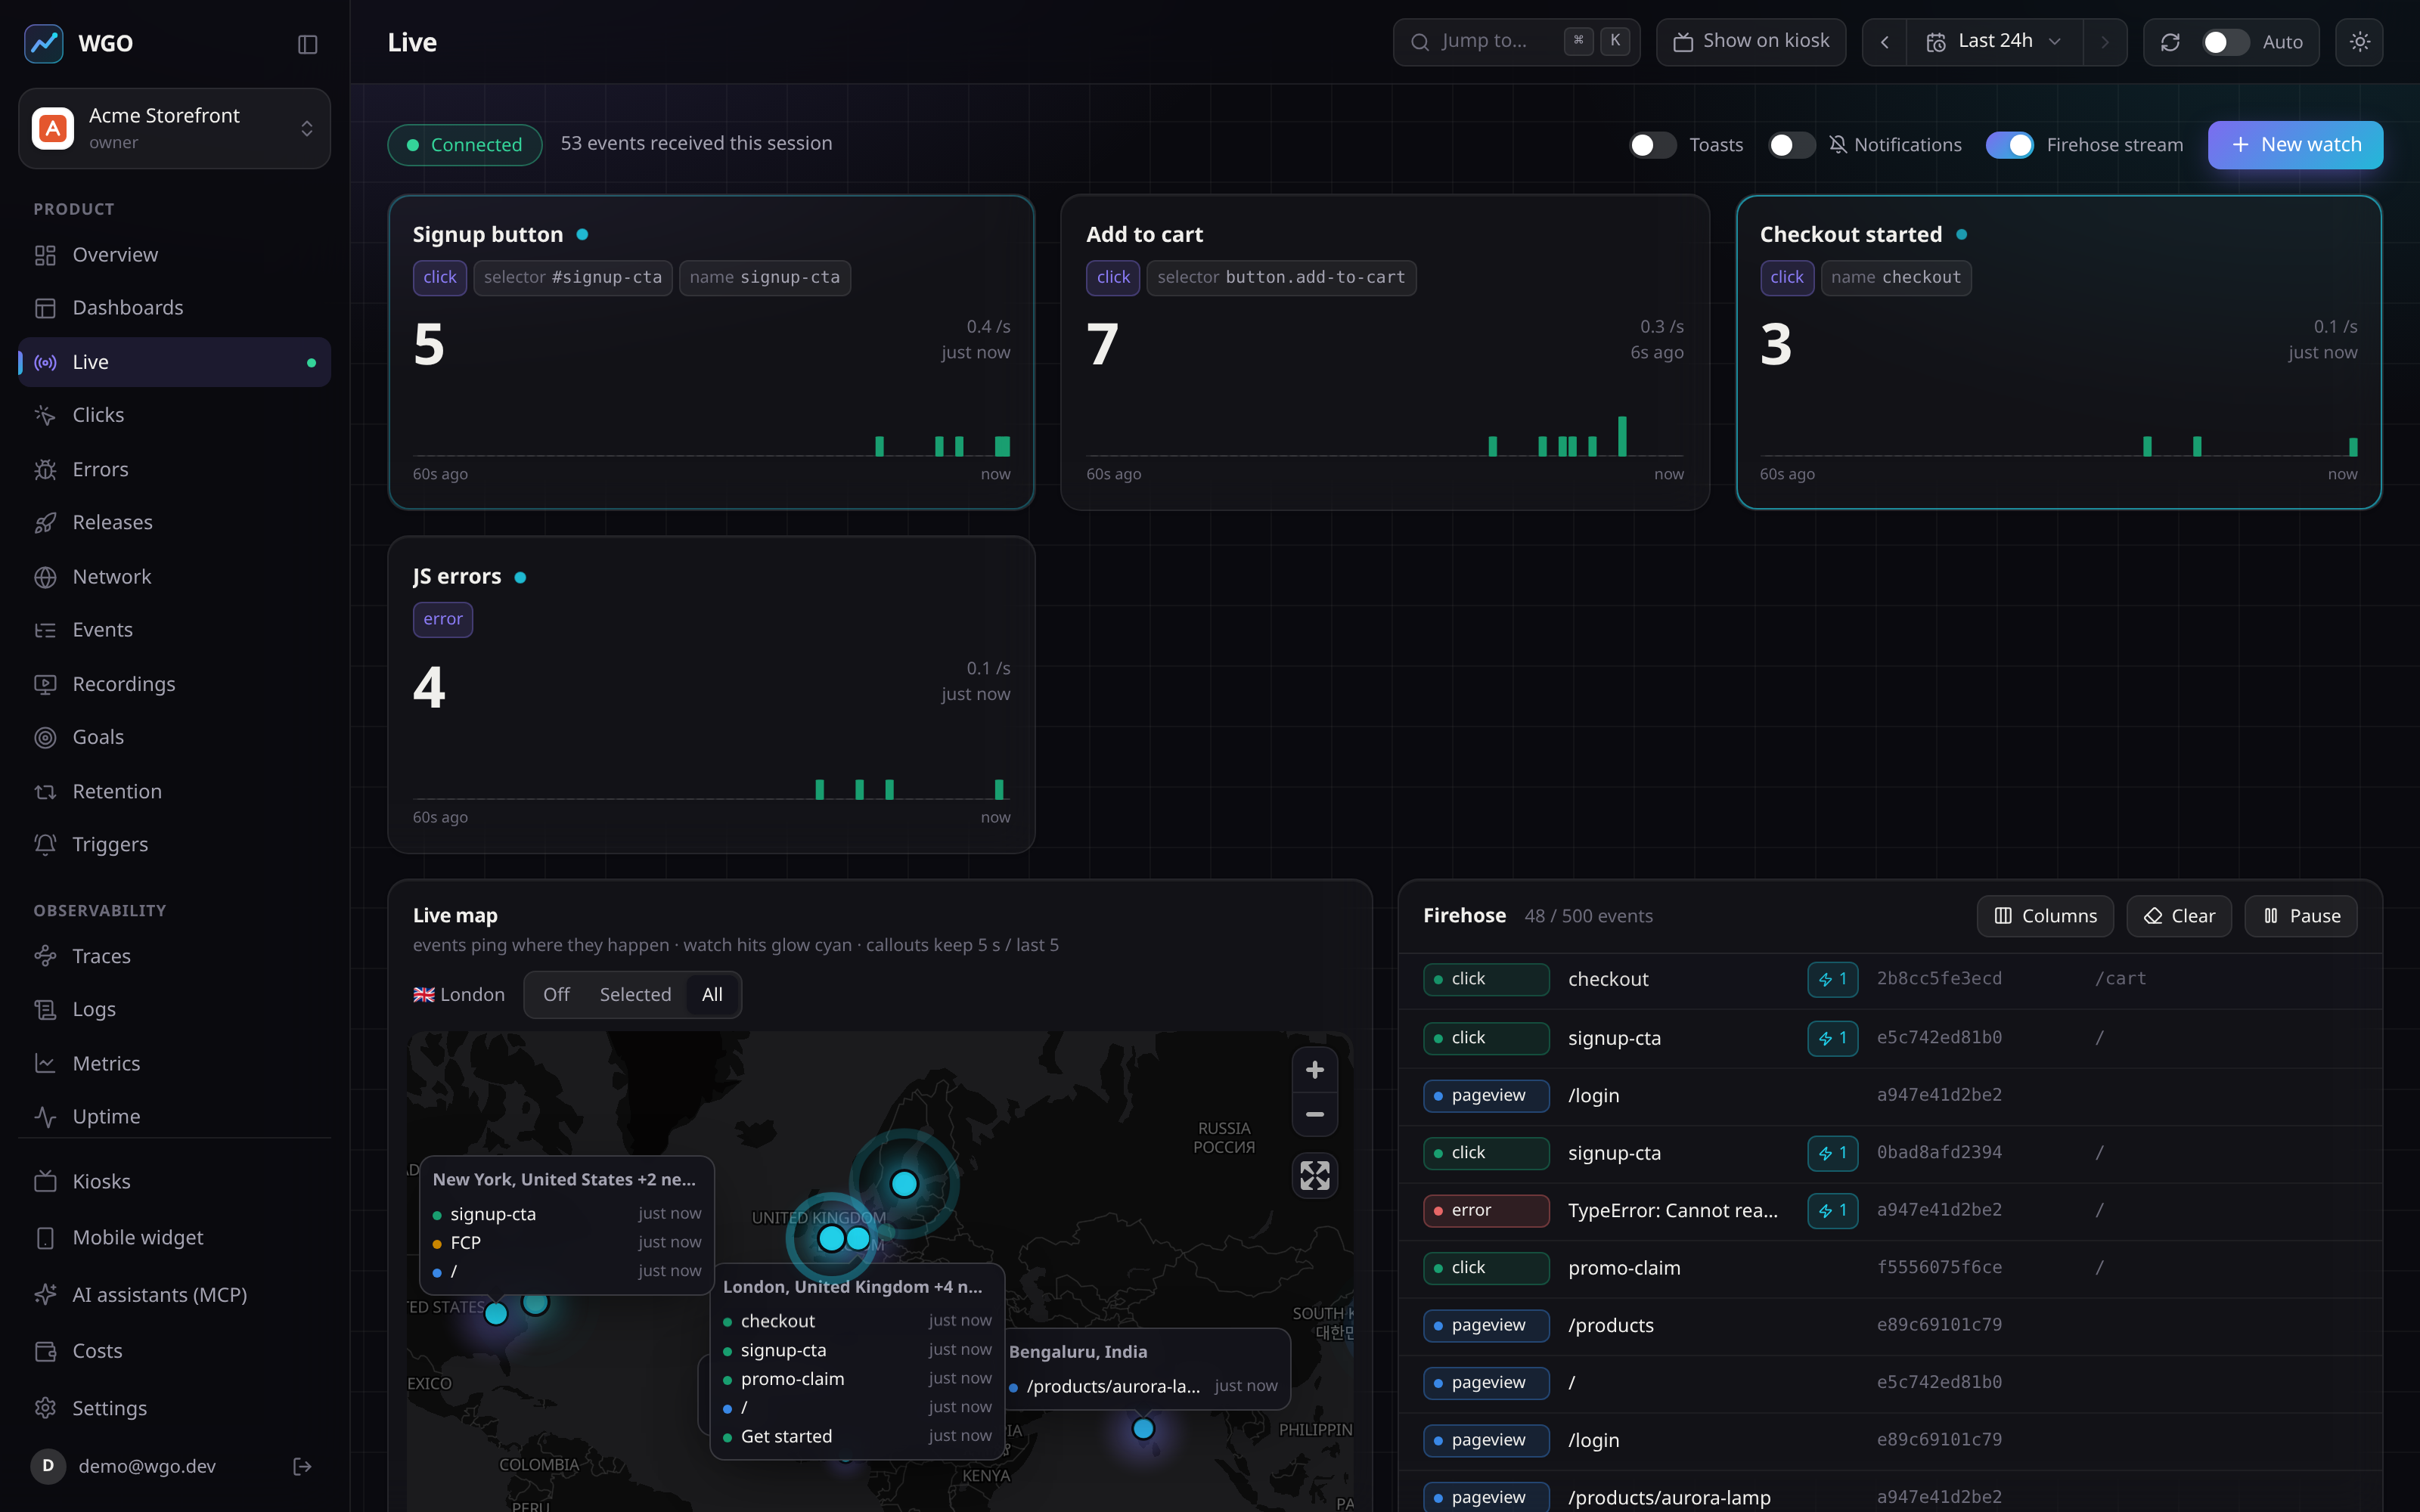 WGO
Live
Jump to...
⌘ K
Show on kiosk
Last 24h
Auto
Acme Storefront
owner
PRODUCT
Overview
Dashboards
Live
Clicks
Errors
Releases
Network
Events
Recordings
Goals
Retention
Triggers
OBSERVABILITY
Traces
Logs
Metrics
Uptime
Kiosks
Mobile widget
AI assistants (MCP)
Costs
Settings
D demo@wgo.dev
Connected
53 events received this session
Toasts
Notifications
Firehose stream
New watch
Signup button
click selector #signup-cta name signup-cta
5
0.4 /s
just now
60s ago now
Add to cart
click selector button.add-to-cart
7
0.3 /s
6s ago
60s ago now
Checkout started
click name checkout
3
0.1 /s
just now
60s ago now
JS errors
error
4
0.1 /s
just now
60s ago now
Live map
events ping where they happen · watch hits glow cyan · callouts keep 5 s / last 5
🇬🇧 London
Off Selected All
RUSSIA
РОССИЯ
UNITED KINGDOM
New York, United States +2 ne...
signup-cta just now
FCP just now
/ just now
London, United Kingdom +4 n...
checkout just now
signup-cta just now
promo-claim just now
/ just now
Get started just now
Bengaluru, India
/products/aurora-la... just now
TED STATES
EXICO
SOUTH K
대한민
PHILIPPIN
COLOMBIA
KENYA
PERU
PA
Firehose 48 / 500 events
Columns
Clear
Pause
click checkout 1 2b8cc5fe3ecd /cart
click signup-cta 1 e5c742ed81b0 /
pageview /login a947e41d2be2
click signup-cta 1 0bad8afd2394 /
error TypeError: Cannot rea... 1 a947e41d2be2 /
click promo-claim f5556075f6ce /
pageview /products e89c69101c79
pageview / e5c742ed81b0
pageview /login e89c69101c79
pageview /products/aurora-lamp a947e41d2be2